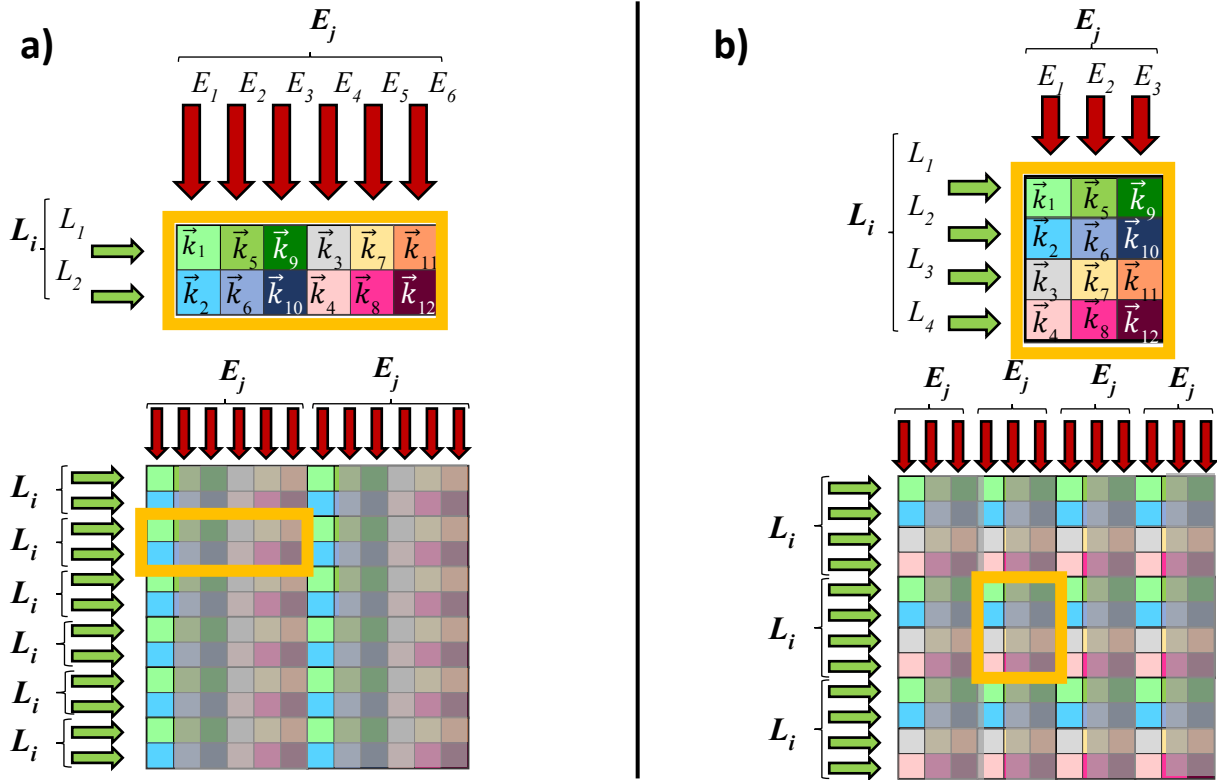 a)
E_j
E_1 E_2 E_3 E_4 E_5 E_6
L_i
L_1
L_2
k⃗_1 k⃗_5 k⃗_9 k⃗_3 k⃗_7 k⃗_11
k⃗_2 k⃗_6 k⃗_10 k⃗_4 k⃗_8 k⃗_12
E_j E_j
L_i
L_i
L_i
L_i
L_i
L_i
b)
E_j
E_1 E_2 E_3
L_i
L_1
L_2
L_3
L_4
k⃗_1 k⃗_5 k⃗_9
k⃗_2 k⃗_6 k⃗_10
k⃗_3 k⃗_7 k⃗_11
k⃗_4 k⃗_8 k⃗_12
E_j E_j E_j E_j
L_i
L_i
L_i